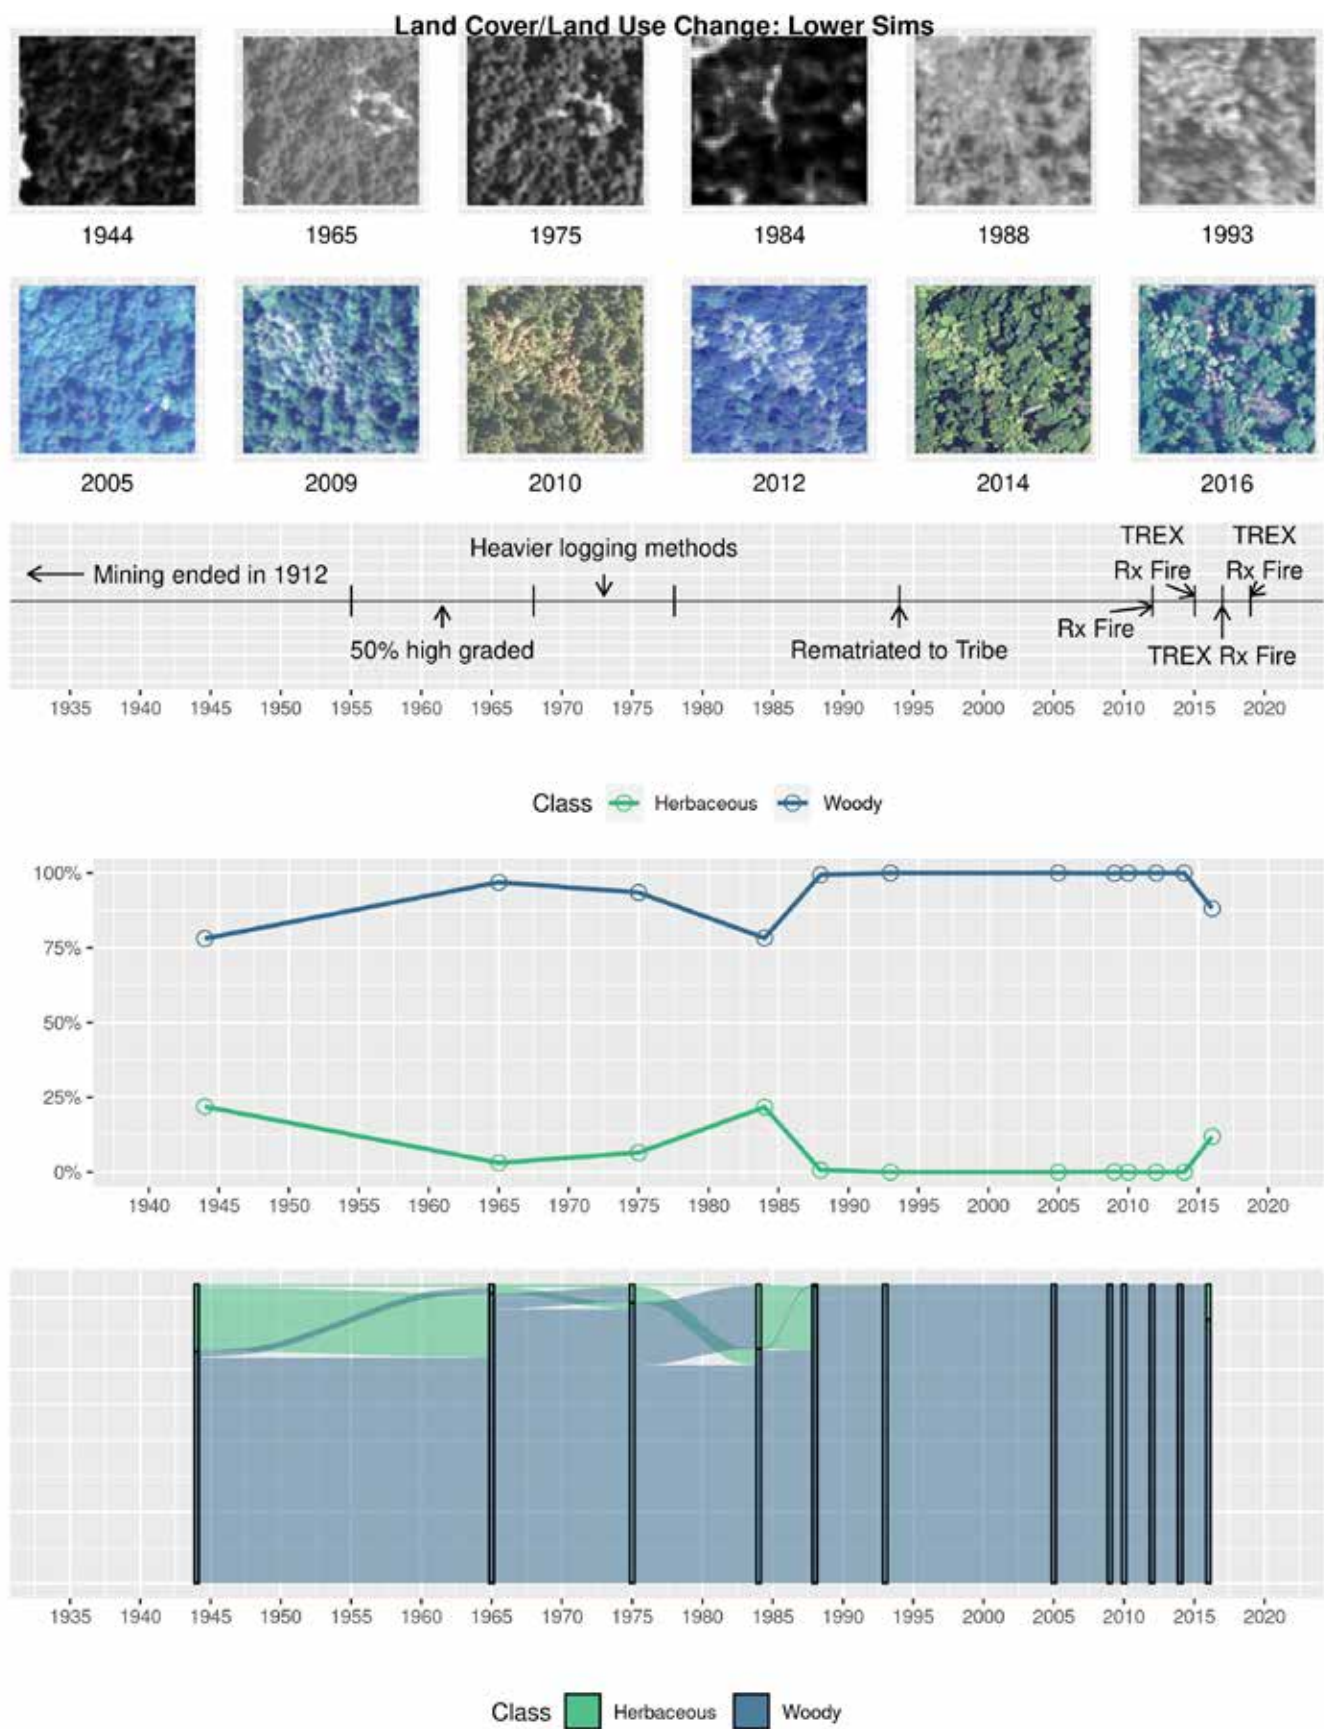 Land Cover/Land Use Change: Lower Sims
1944 1965 1975 1984 1988 1993
2005 2009 2010 2012 2014 2016
TREX TREX
Heavier logging methods
Mining ended in 1912 Rx Fire Rx Fire
Rx Fire
50% high graded Rematriated to Tribe TREX Rx Fire
1935 1940 1945 1950 1955 1960 1965 1970 1975 1980 1985 1990 1995 2000 2005 2010 2015 2020
Class Herbaceous Woody
100%
75%
50%
25%
0%
1940 1945 1950 1955 1960 1965 1970 1975 1980 1985 1990 1995 2000 2005 2010 2015 2020
1935 1940 1945 1950 1955 1960 1965 1970 1975 1980 1985 1990 1995 2000 2005 2010 2015 2020
Class Herbaceous Woody